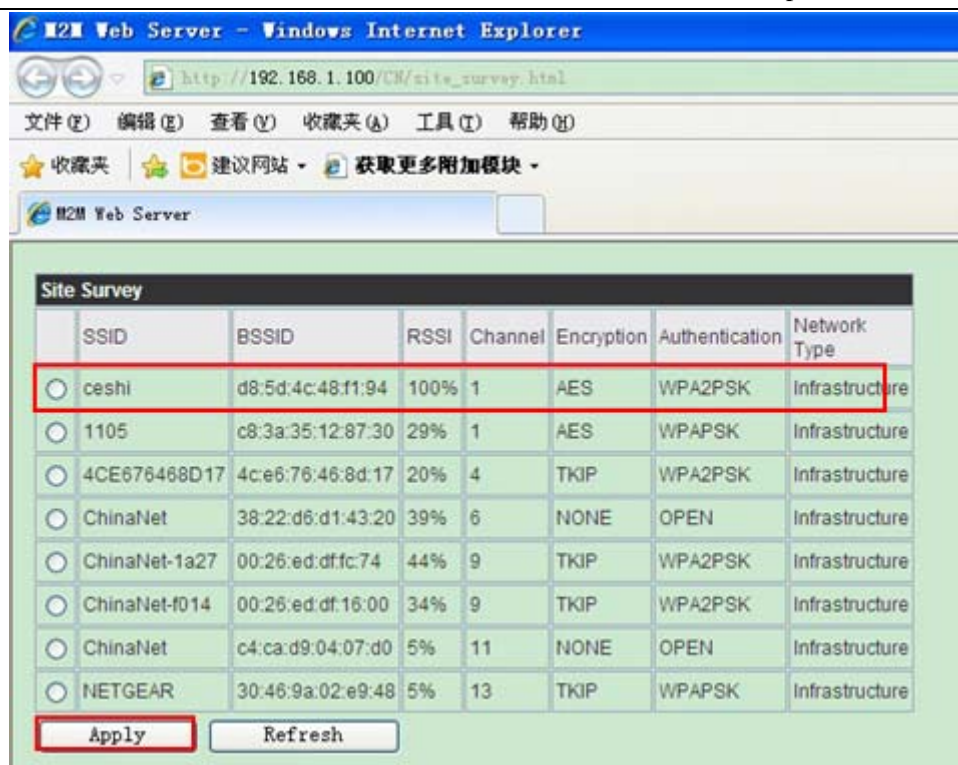 M2M Web Server - Windows Internet Explorer
http://192.168.1.100/CN/site_survey.html
文件(F) 编辑(E) 查看(V) 收藏夹(A) 工具(T) 帮助(H)
收藏夹 建议网站 获取更多附加模块
M2M Web Server
Site Survey
SSID BSSID RSSI Channel Encryption Authentication Network Type
ceshi d8:5d:4c:48:f1:94 100% 1 AES WPA2PSK Infrastructure
1105 c8:3a:35:12:87:30 29% 1 AES WPAPSK Infrastructure
4CE676468D17 4c:e6:76:46:8d:17 20% 4 TKIP WPA2PSK Infrastructure
ChinaNet 38:22:d6:d1:43:20 39% 6 NONE OPEN Infrastructure
ChinaNet-1a27 00:26:ed:df:fc:74 44% 9 TKIP WPA2PSK Infrastructure
ChinaNet-f014 00:26:ed:df:16:00 34% 9 TKIP WPA2PSK Infrastructure
ChinaNet c4:ca:d9:04:07:d0 5% 11 NONE OPEN Infrastructure
NETGEAR 30:46:9a:02:e9:48 5% 13 TKIP WPAPSK Infrastructure
Apply Refresh